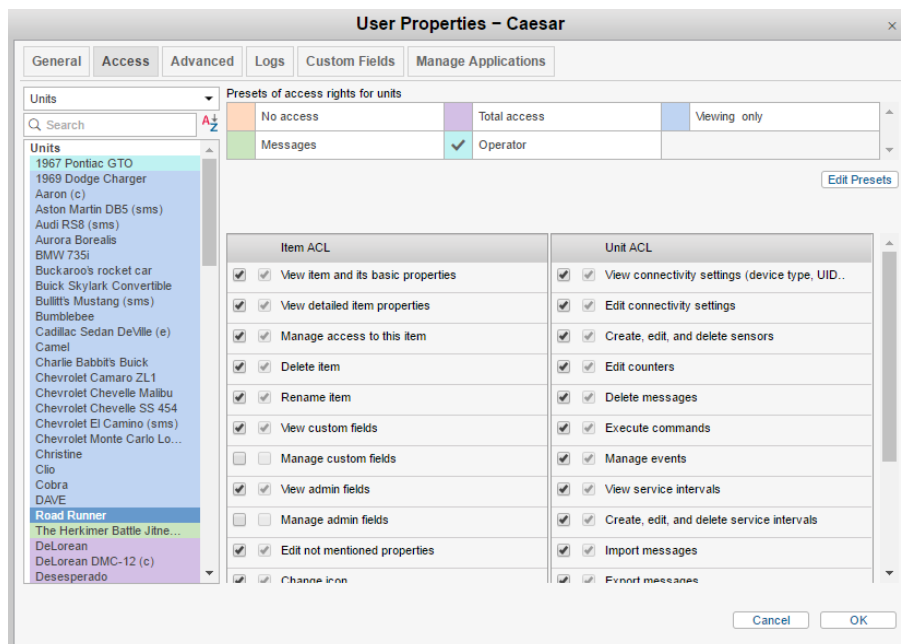 User Properties – Caesar
×
General Access Advanced Logs Custom Fields Manage Applications
Units
Search
AZ
Units
1967 Pontiac GTO
1969 Dodge Charger
Aaron (c)
Aston Martin DB5 (sms)
Audi RS8 (sms)
Aurora Borealis
BMW 735i
Buckaroo's rocket car
Buick Skylark Convertible
Bullitt's Mustang (sms)
Bumblebee
Cadillac Sedan DeVille (e)
Camel
Charlie Babbit's Buick
Chevrolet Camaro ZL1
Chevrolet Chevelle Malibu
Chevrolet Chevelle SS 454
Chevrolet El Camino (sms)
Chevrolet Monte Carlo Lo...
Christine
Clio
Cobra
DAVE
Road Runner
The Herkimer Battle Jitne...
DeLorean
DeLorean DMC-12 (c)
Desesperado
Presets of access rights for units
No access Total access Viewing only
Messages Operator
Edit Presets
Item ACL
View item and its basic properties
View detailed item properties
Manage access to this item
Delete item
Rename item
View custom fields
Manage custom fields
View admin fields
Manage admin fields
Edit not mentioned properties
Change icon
Unit ACL
View connectivity settings (device type, UID..
Edit connectivity settings
Create, edit, and delete sensors
Edit counters
Delete messages
Execute commands
Manage events
View service intervals
Create, edit, and delete service intervals
Import messages
Export messages
Cancel OK